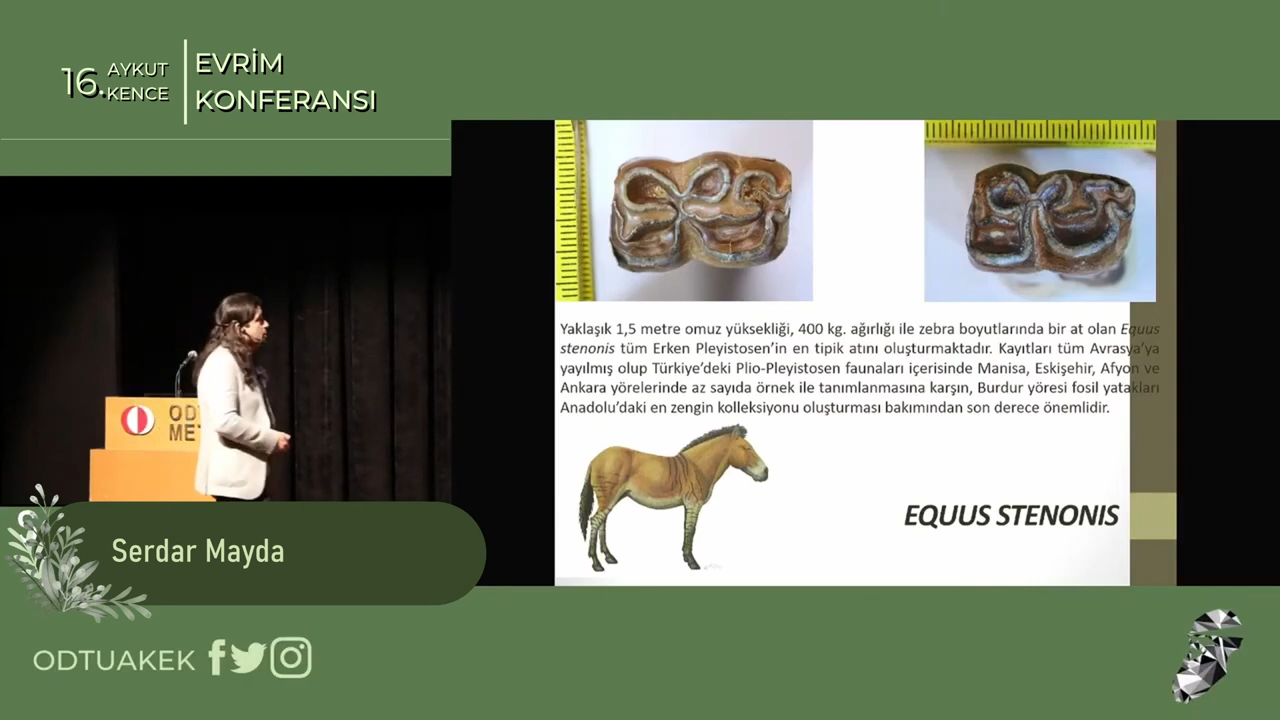 16. AYKUT KENCE
EVRİM
KONFERANSI
Yaklaşık 1,5 metre omuz yüksekliği, 400 kg. ağırlığı ile zebra boyutlarında bir at olan Equus
stenonis tüm Erken Pleyistosen’in en tipik atını oluşturmaktadır. Kayıtları tüm Avrasya’ya
yayılmış olup Türkiye’deki Plio-Pleyistosen faunaları içerisinde Manisa, Eskişehir, Afyon ve
Ankara yörelerinde az sayıda örnek ile tanımlanmasına karşın, Burdur yöresi fosil yatakları
Anadolu’daki en zengin kolleksiyonu oluşturması bakımından son derece önemlidir.
EQUUS STENONIS
OD
ME
Serdar Mayda
ODTUAKEK